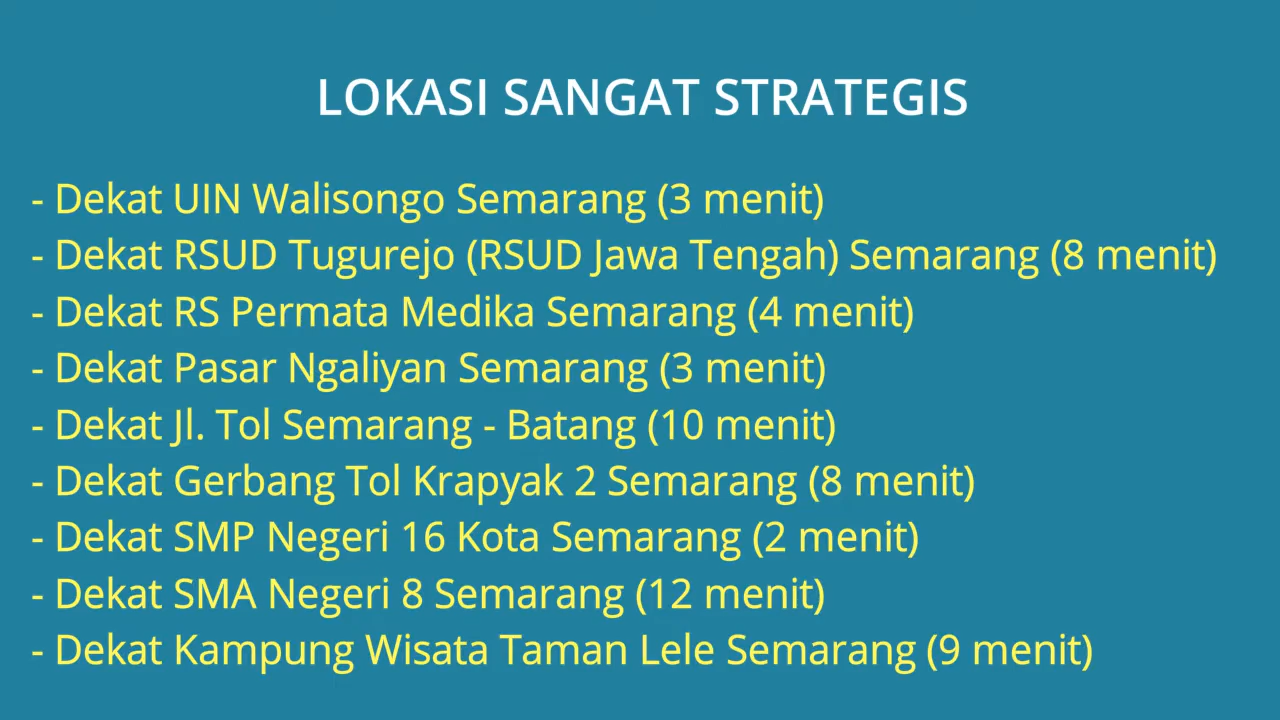 LOKASI SANGAT STRATEGIS
- Dekat UIN Walisongo Semarang (3 menit)
- Dekat RSUD Tugurejo (RSUD Jawa Tengah) Semarang (8 menit)
- Dekat RS Permata Medika Semarang (4 menit)
- Dekat Pasar Ngaliyan Semarang (3 menit)
- Dekat Jl. Tol Semarang - Batang (10 menit)
- Dekat Gerbang Tol Krapyak 2 Semarang (8 menit)
- Dekat SMP Negeri 16 Kota Semarang (2 menit)
- Dekat SMA Negeri 8 Semarang (12 menit)
- Dekat Kampung Wisata Taman Lele Semarang (9 menit)